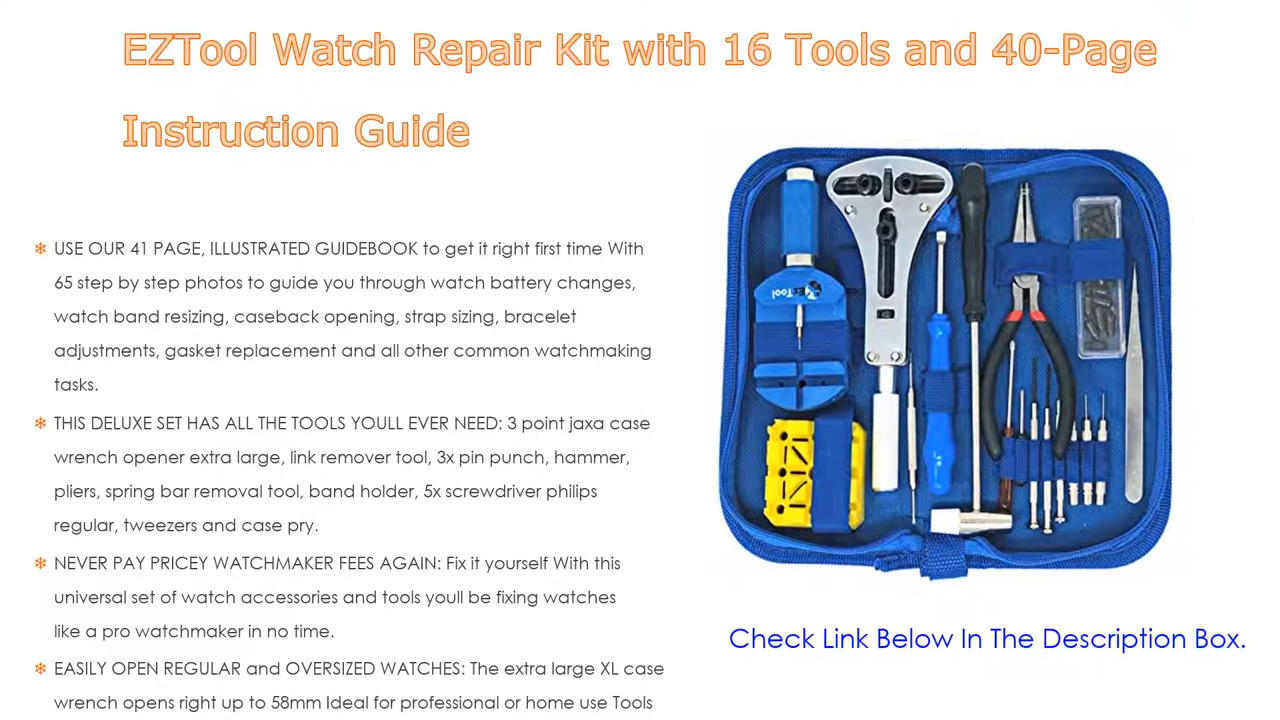 EZTool Watch Repair Kit with 16 Tools and 40-Page
Instruction Guide
USE OUR 41 PAGE, ILLUSTRATED GUIDEBOOK to get it right first time With
65 step by step photos to guide you through watch battery changes,
watch band resizing, caseback opening, strap sizing, bracelet
adjustments, gasket replacement and all other common watchmaking
tasks.
THIS DELUXE SET HAS ALL THE TOOLS YOULL EVER NEED: 3 point jaxa case
wrench opener extra large, link remover tool, 3x pin punch, hammer,
pliers, spring bar removal tool, band holder, 5x screwdriver philips
regular, tweezers and case pry.
NEVER PAY PRICEY WATCHMAKER FEES AGAIN: Fix it yourself With this
universal set of watch accessories and tools youll be fixing watches
like a pro watchmaker in no time.
EASILY OPEN REGULAR and OVERSIZED WATCHES: The extra large XL case
wrench opens right up to 58mm Ideal for professional or home use Tools
Check Link Below In The Description Box.